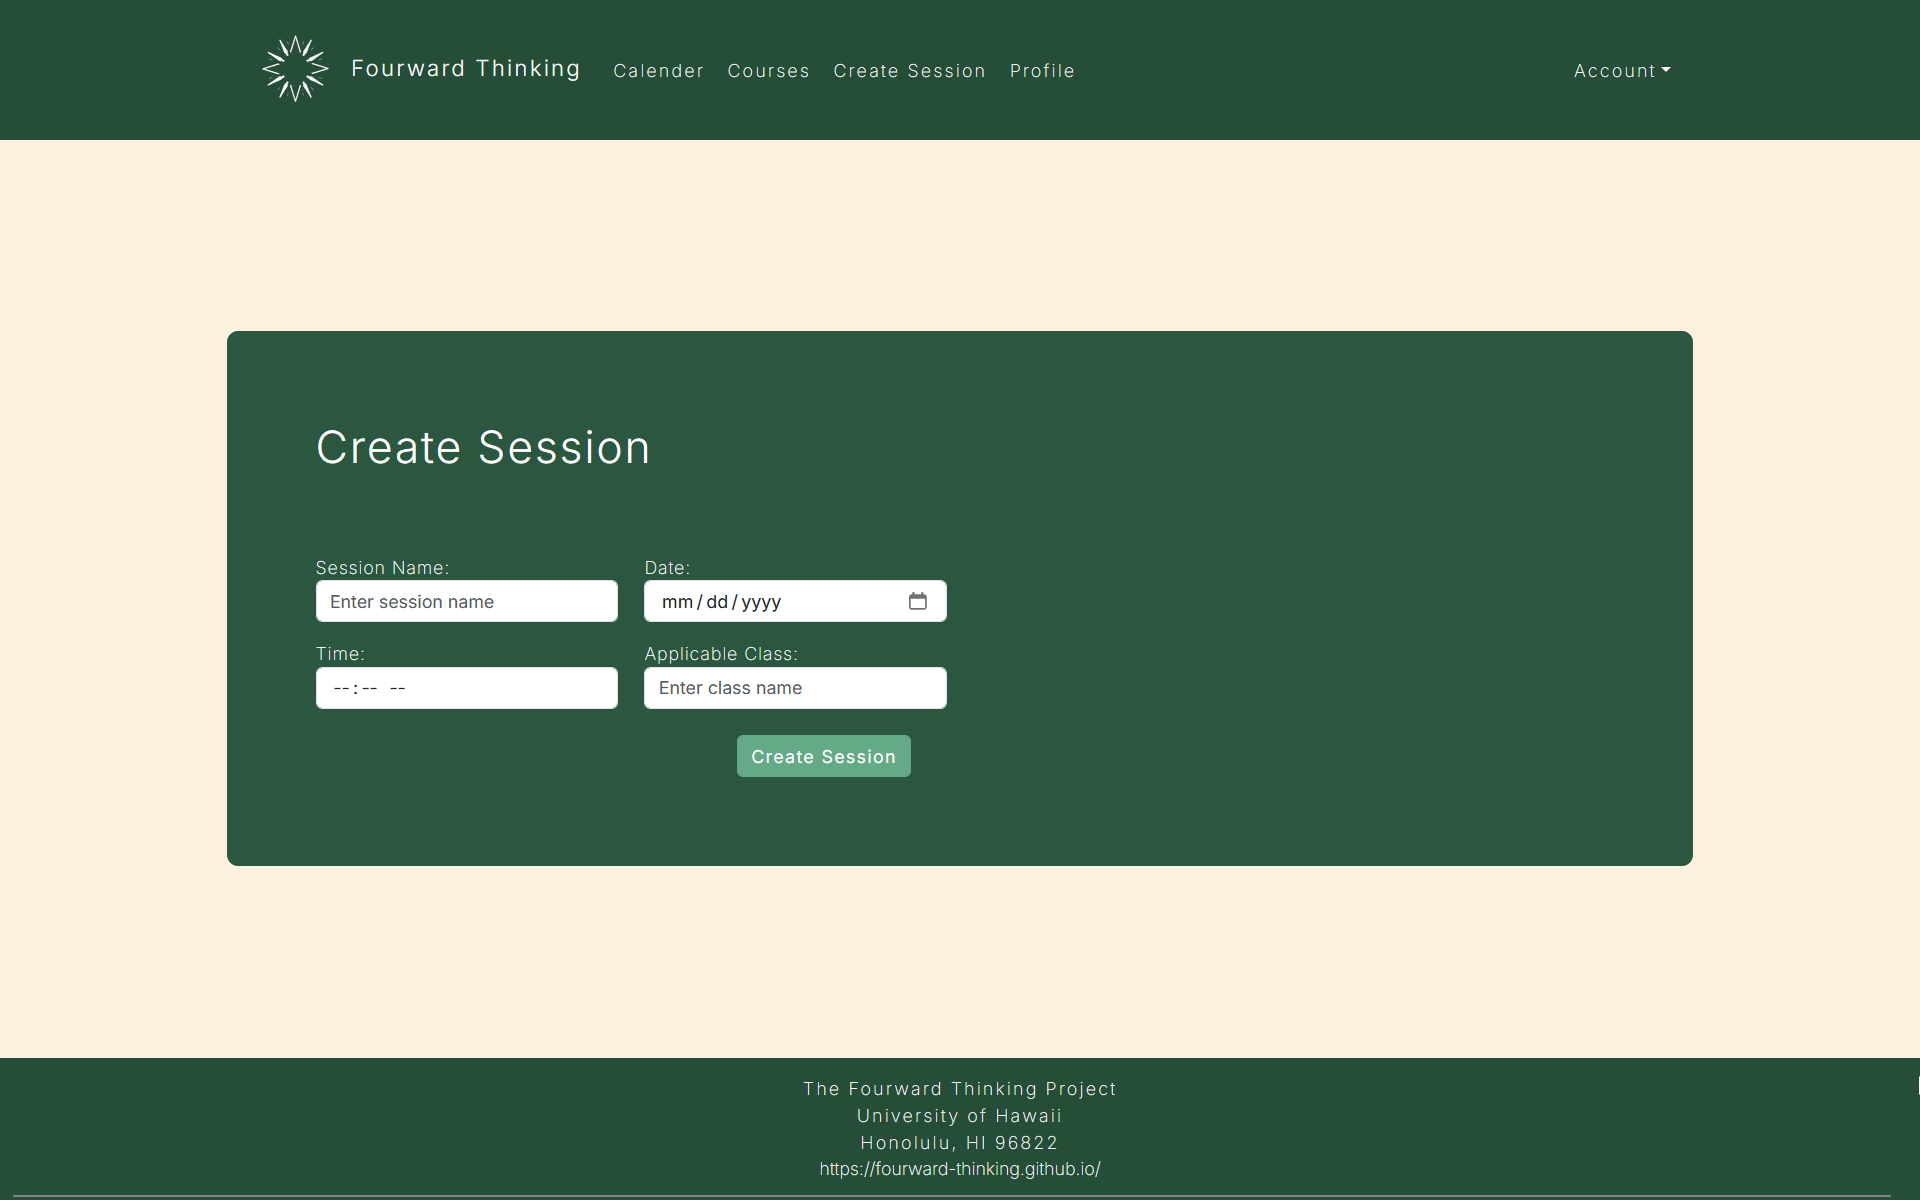 Fourward Thinking Calender Courses Create Session Profile Account
Create Session
Session Name: Date:
Enter session name mm/dd/yyyy
Time: Applicable Class:
--:-- -- Enter class name
Create Session
The Fourward Thinking Project
University of Hawaii
Honolulu, HI 96822
https://fourward-thinking.github.io/